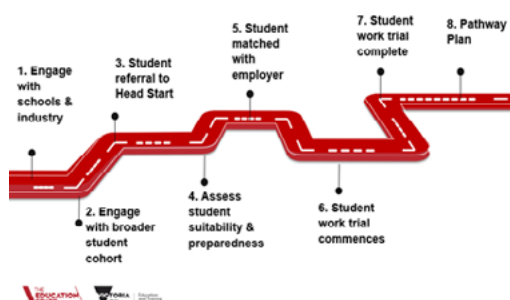 1. Engage
with
schools &
industry
2. Engage
with broader
student
cohort
3. Student
referral to
Head Start
4. Assess
student
suitability &
preparedness
5. Student
matched
with
employer
6. Student
work trial
commences
7. Student
work trial
complete
8. Pathway
Plan
THE
EDUCATION